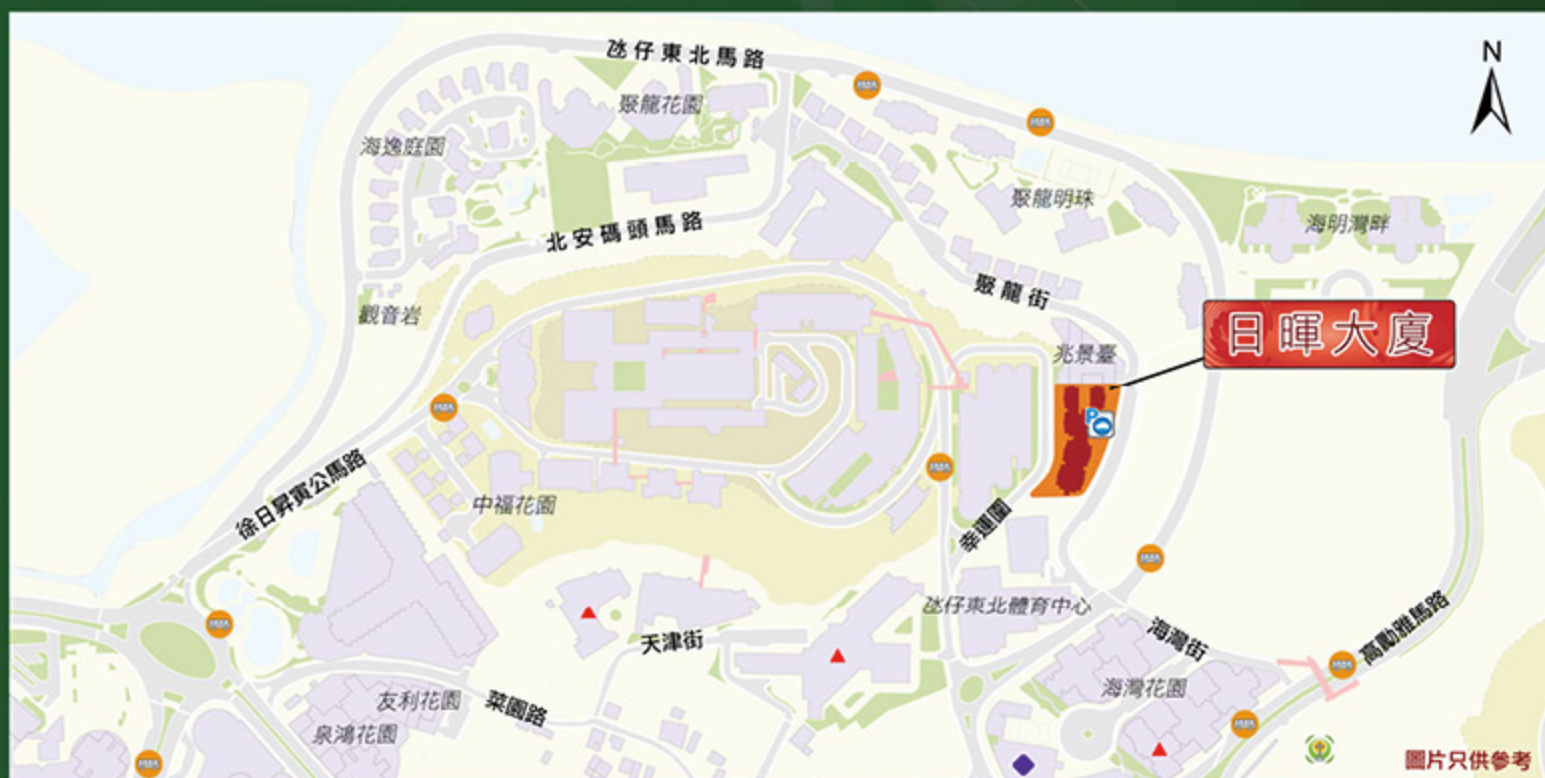 氹仔東北馬路
N
聚龍花園
海逸庭園
聚龍明珠
北安碼頭馬路
海明灣畔
聚龍街
觀音岩
日暉大廈
兆景臺
P
徐日昇寅公馬路
中福花園
幸運圍
氹仔東北體育中心
天津街
海灣街
高勵雅馬路
友利花園
菜園路
海灣花園
泉鴻花園
圖片只供參考